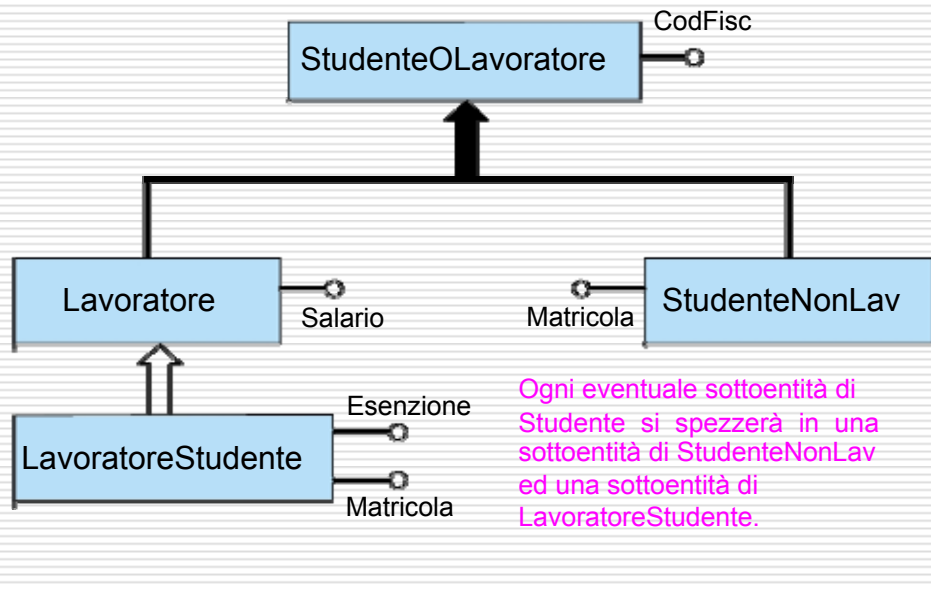 CodFisc
StudenteOLavoratore
Lavoratore
Salario
Matricola
StudenteNonLav
LavoratoreStudente
Esenzione
Matricola
Ogni eventuale sottoentità di
Studente si spezzerà in una
sottoentità di StudenteNonLav
ed una sottoentità di
LavoratoreStudente.